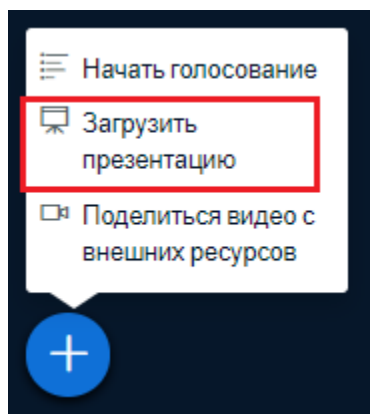 Начать голосование
Загрузить
презентацию
Поделиться видео с
внешних ресурсов